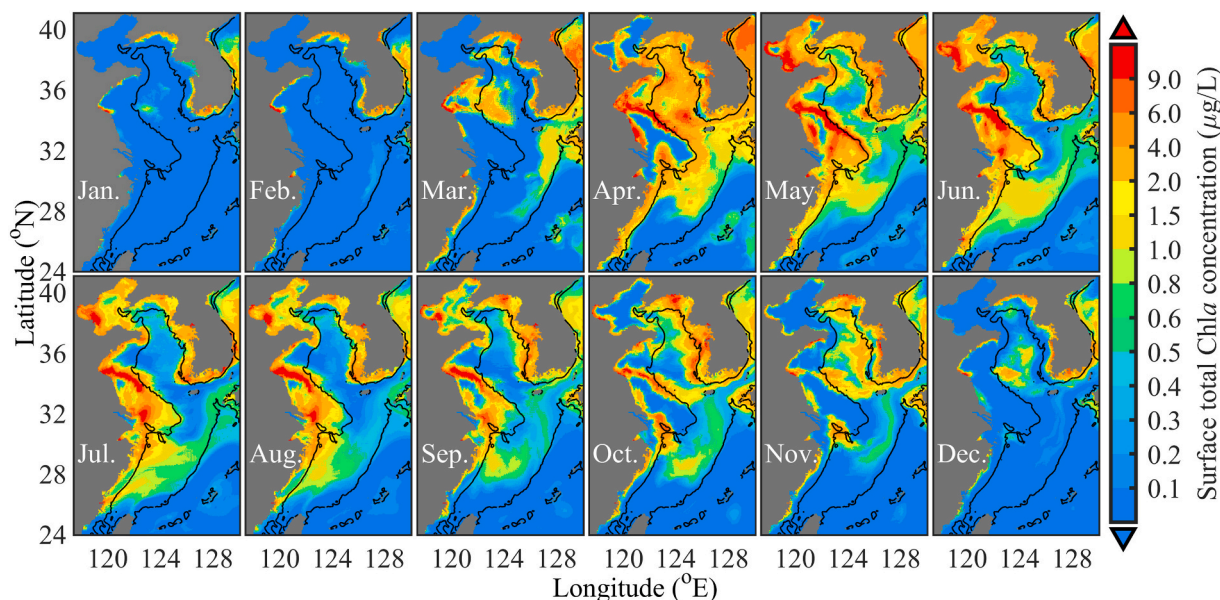 40
36
32
28
24
Latitude (°N)
Jan.
Feb.
Mar.
Apr.
May
Jun.
40
36
32
28
24
Jul.
Aug.
Sep.
Oct.
Nov.
Dec.
120 124 128 120 124 128 120 124 128 120 124 128 120 124 128 120 124 128
Longitude (°E)
9.0
6.0
4.0
2.0
1.5
1.0
0.8
0.6
0.5
0.4
0.3
0.2
0.1
Surface total Chla concentration (µg/L)